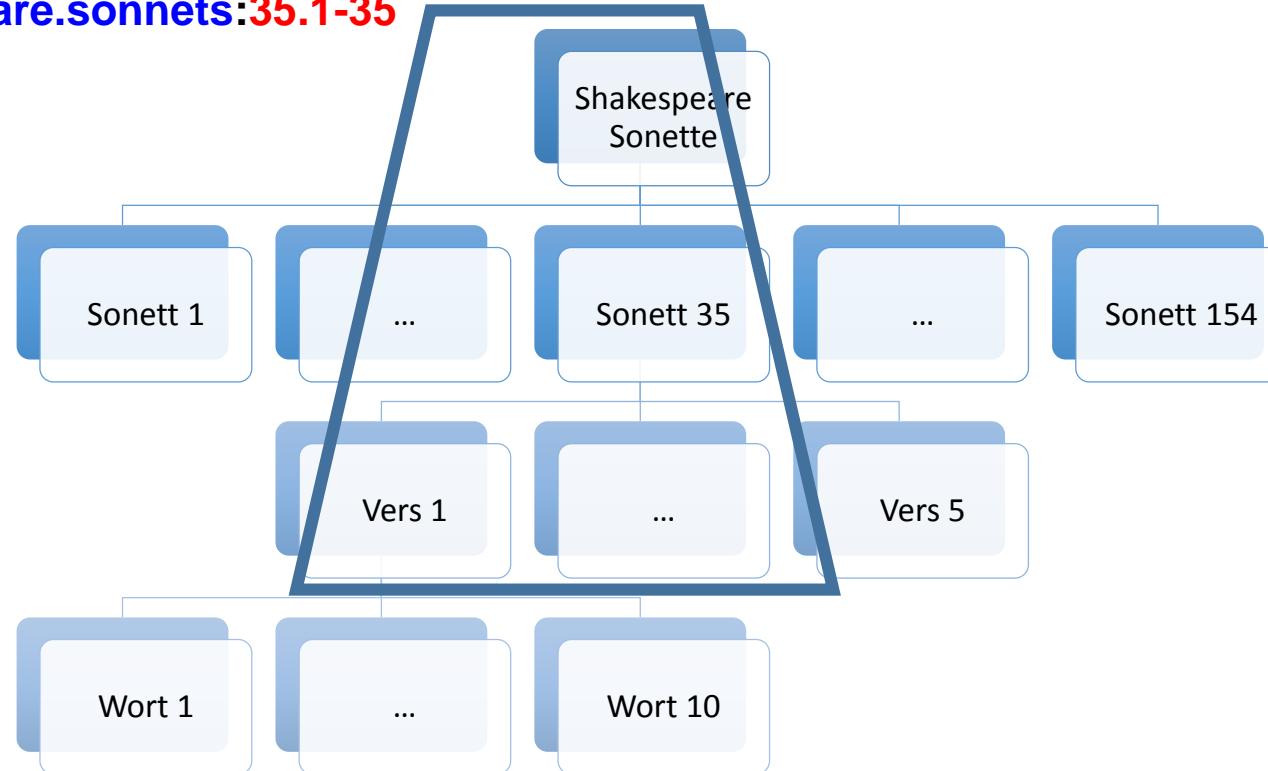 are.sonnets:35.1-35
Shakespeare
Sonette
Sonett 1
...
Sonett 35
...
Sonett 154
Vers 1
...
Vers 5
Wort 1
...
Wort 10